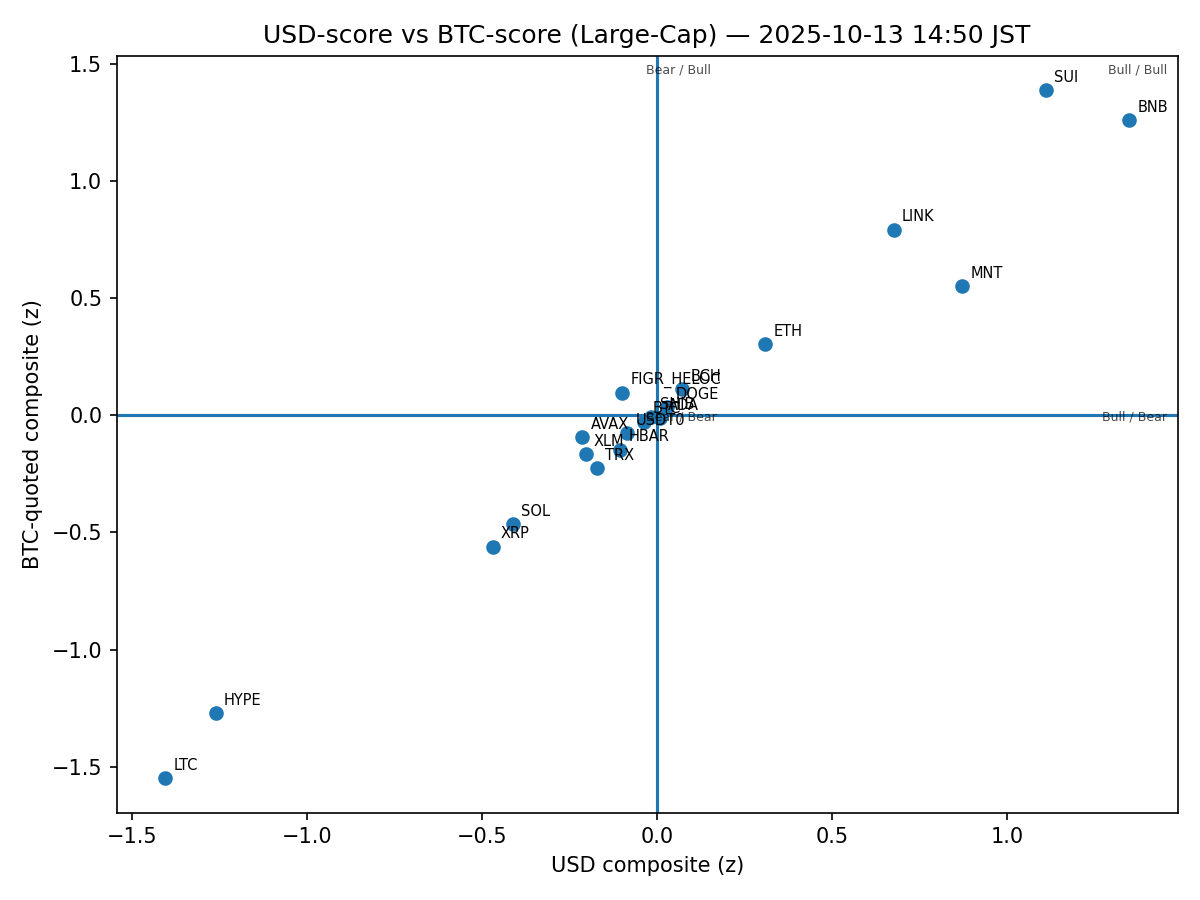 USD-score vs BTC-score (Large-Cap) — 2025-10-13 14:50 JST
Bear / Bull
Bull / Bull
SUI
BNB
LINK
MNT
ETH
FIGR_HELOC
BCH
DOGE
ADA
USDT0
Bull / Bear
AVAX
HBAR
XLM
TRX
SOL
XRP
HYPE
LTC
1.5
1.0
0.5
0.0
−0.5
−1.0
−1.5
BTC-quoted composite (z)
−1.5
−1.0
−0.5
0.0
0.5
1.0
USD composite (z)